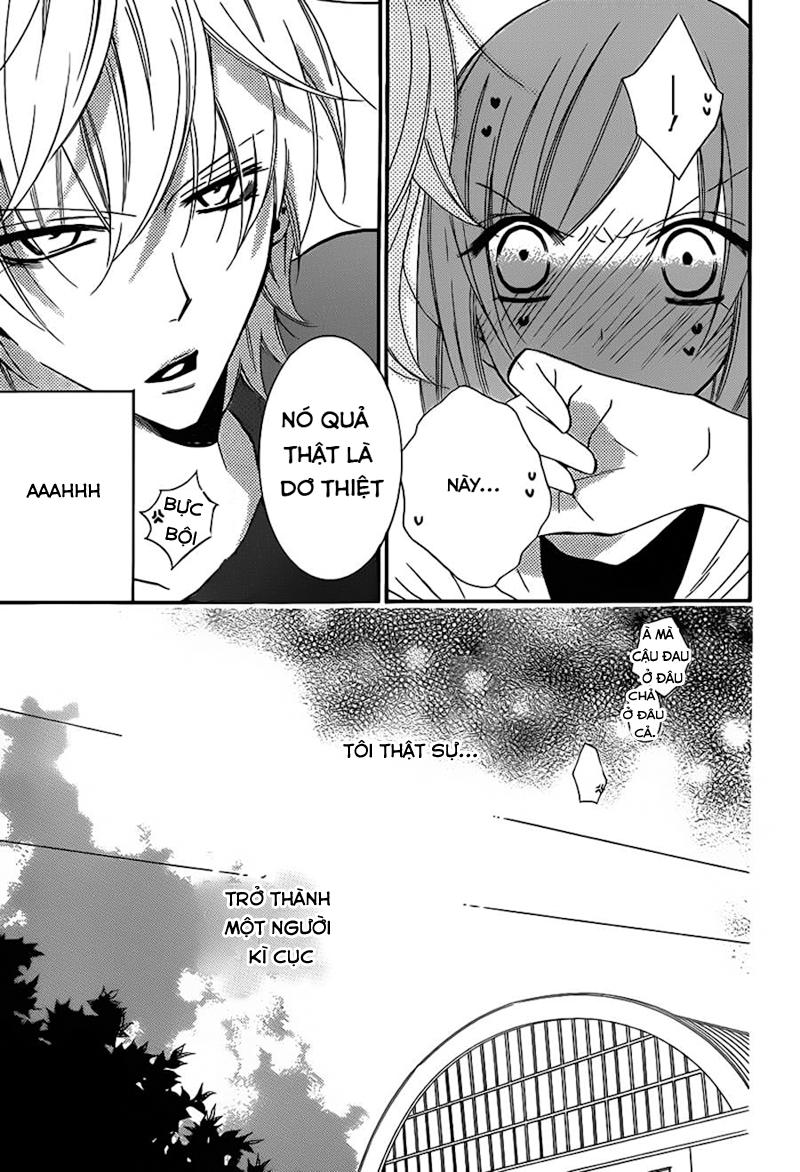 NÀY...
NÓ QUẢ
THẬT LÀ
DƠ THIỆT
BỰC
BỘI
AAAHHH
À MÀ
CẬU ĐAU
Ở ĐÂU
CHẢ
Ở ĐÂU
CẢ.
TÔI THẬT SỰ...
TRỞ THÀNH
MỘT NGƯỜI
KÌ CỤC